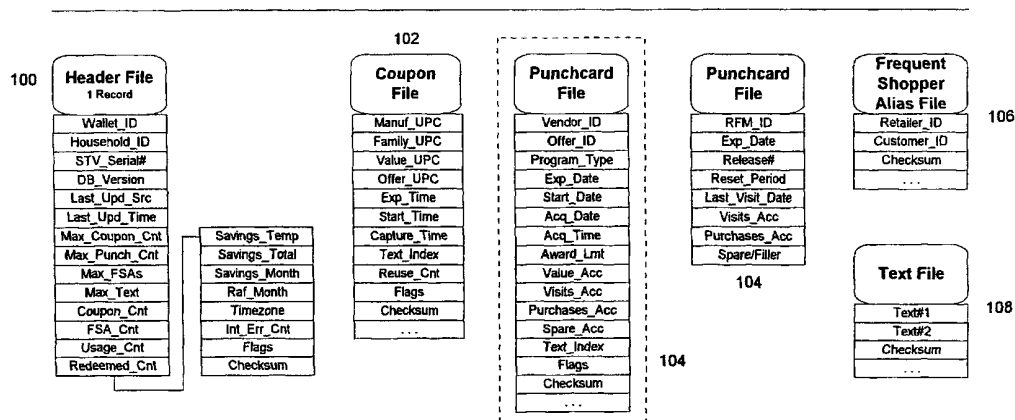 100
Header File
1 Record
Wallet_ID
Household_ID
STV_Serial#
DB_Version
Last_Upd_Src
Last_Upd_Time
Max_Coupon_Cnt
Max_Punch_Cnt
Max_FSAs
Max_Text
Coupon_Cnt
FSA_Cnt
Usage_Cnt
Redeemed_Cnt
Savings_Temp
Savings_Total
Savings_Month
Raf_Month
Timezone
Int_Err_Cnt
Flags
Checksum
102
Coupon
File
Manuf_UPC
Family_UPC
Value_UPC
Offer_UPC
Exp_Time
Start_Time
Capture_Time
Text_Index
Reuse_Cnt
Flags
Checksum
...
Punchcard
File
Vendor_ID
Offer_ID
Program_Type
Exp_Date
Start_Date
Acq_Date
Acq_Time
Award_Lmt
Value_Acc
Visits_Acc
Purchases_Acc
Spare_Acc
Text_Index
Flags
Checksum
...
104
Punchcard
File
RFM_ID
Exp_Date
Release#
Reset_Period
Last_Visit_Date
Visits_Acc
Purchases_Acc
Spare/Filler
104
Frequent
Shopper
Alias File
106
Retailer_ID
Customer_ID
Checksum
...
Text File
108
Text#1
Text#2
Checksum
...